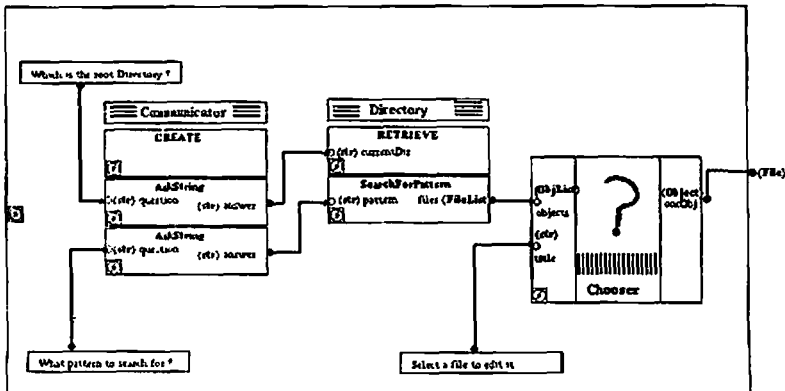 Which is the root Directory ?
Communicator
CREATE
AskString
(str) question
(str) answer
AskString
(str) question
(str) answer
What pattern to search for ?
Directory
RETRIEVE
(str) currentDir
SearchForPattern
(str) pattern
files (FileList
(ObjList
objects
(str)
title
?
(Object
oneObj
Chooser
Select a file to edit it
(File)